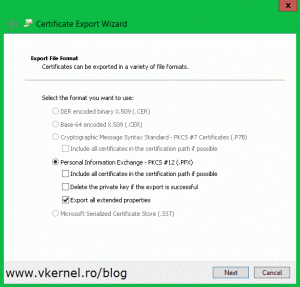 Certificate Export Wizard
Export File Format
Certificates can be exported in a variety of file formats.
Select the format you want to use:
DER encoded binary X.509 (.CER)
Base-64 encoded X.509 (.CER)
Cryptographic Message Syntax Standard - PKCS #7 Certificates (.P7B)
Include all certificates in the certification path if possible
Personal Information Exchange - PKCS #12 (.PFX)
Include all certificates in the certification path if possible
Delete the private key if the export is successful
Export all extended properties
Microsoft Serialized Certificate Store (.SST)
www.vkernel.ro/blog
Next
Cancel